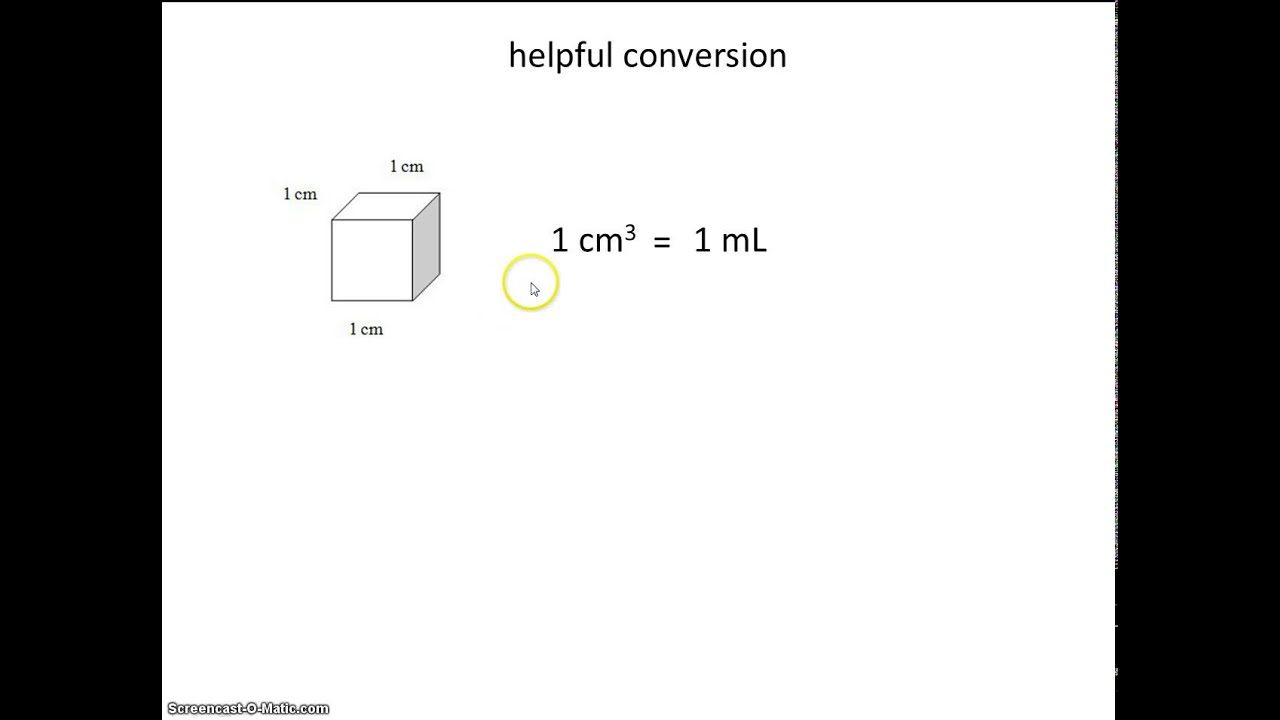 helpful conversion
1 cm
1 cm
1 cm³ = 1 mL
1 cm
Screencast-O-Matic.com